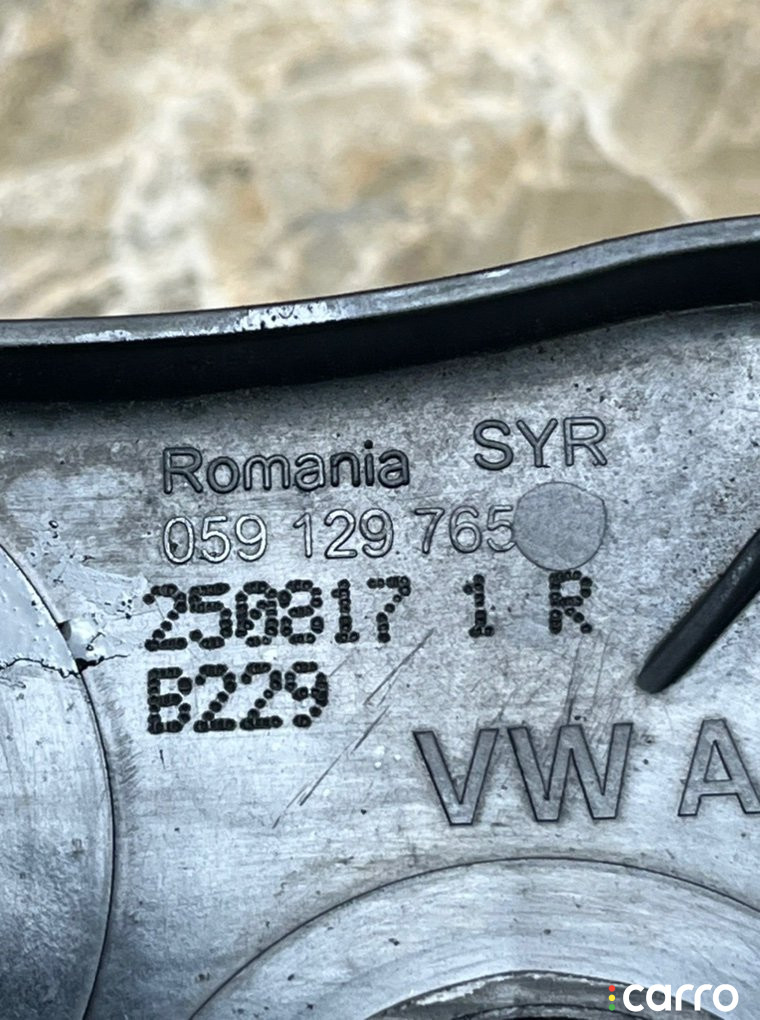 Romania SYR
059 129 765
250817 1 R
B229
VW A
carro